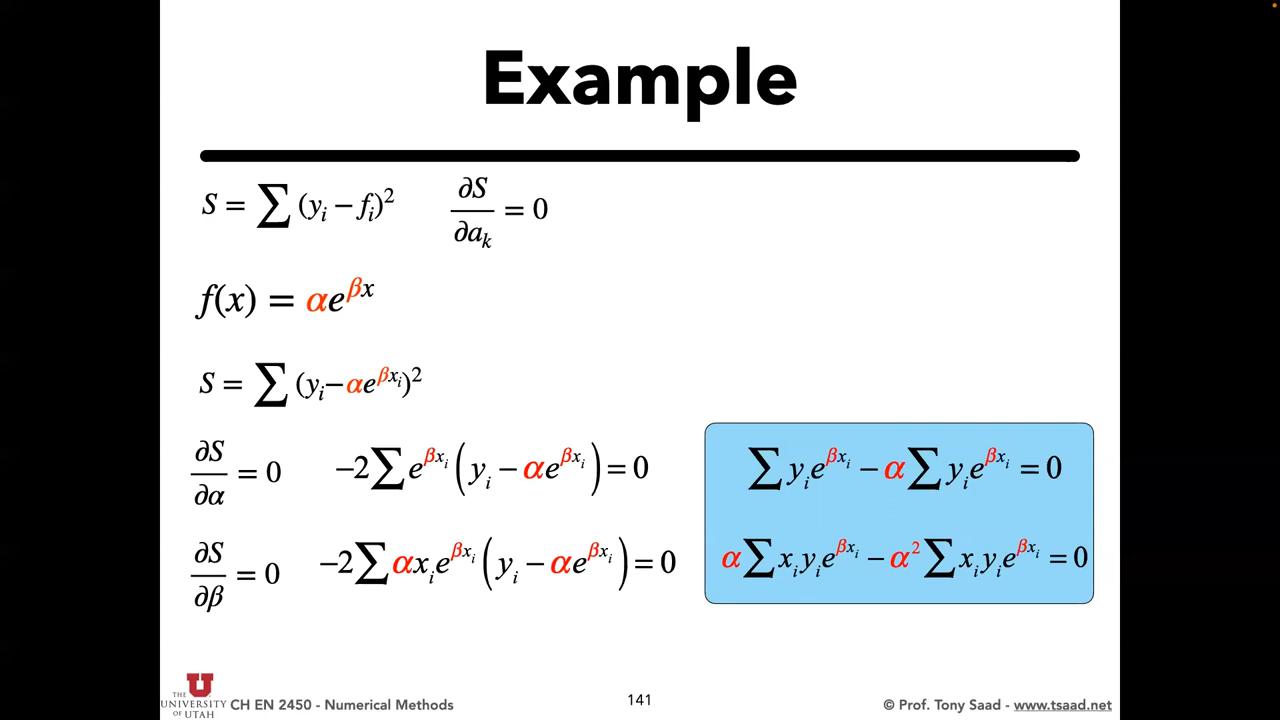 Example
S = ∑ (yᵢ − fᵢ)² ∂S/∂aₖ = 0
f(x) = αe^{βx}
S = ∑ (yᵢ−αe^{βxᵢ})²
∂S/∂α = 0 −2∑ e^{βxᵢ} (yᵢ − αe^{βxᵢ}) = 0 ∑ yᵢe^{βxᵢ} − α∑ yᵢe^{βxᵢ} = 0
∂S/∂β = 0 −2∑ αxᵢe^{βxᵢ} (yᵢ − αe^{βxᵢ}) = 0 α∑ xᵢyᵢe^{βxᵢ} − α²∑ xᵢyᵢe^{βxᵢ} = 0
THE
UNIVERSITY
OF UTAH
CH EN 2450 - Numerical Methods
141
© Prof. Tony Saad - www.tsaad.net